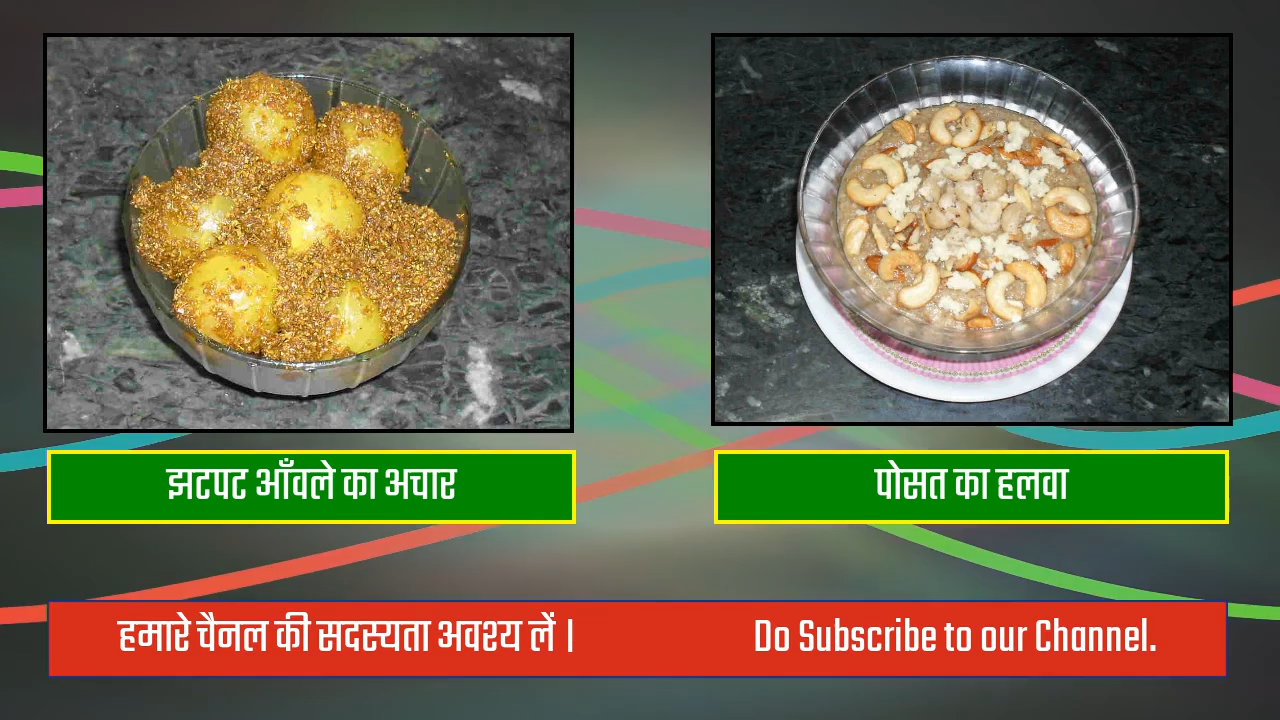 झटपट आँवले का अचार
पोसत का हलवा
हमारे चैनल की सदस्यता अवश्य लें । Do Subscribe to our Channel.